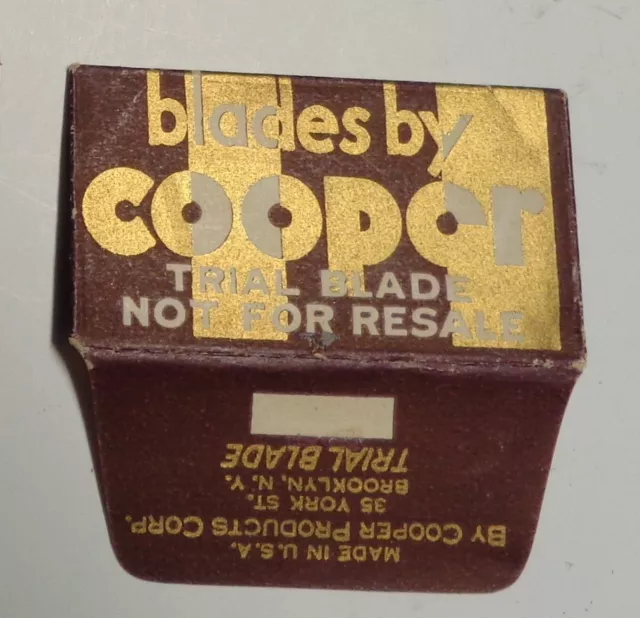 blades by
cooper
TRIAL BLADE
NOT FOR RESALE
TRIAL BLADE
BROOKLYN, N. Y.
35 YORK ST.
BY COOPER PRODUCTS CORP.
MADE IN U.S.A.